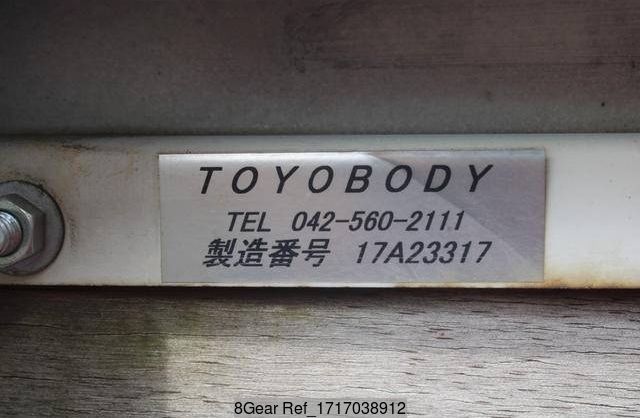 TOYOBODY
TEL 042-560-2111
製造番号 17A23317
8Gear Ref_1717038912